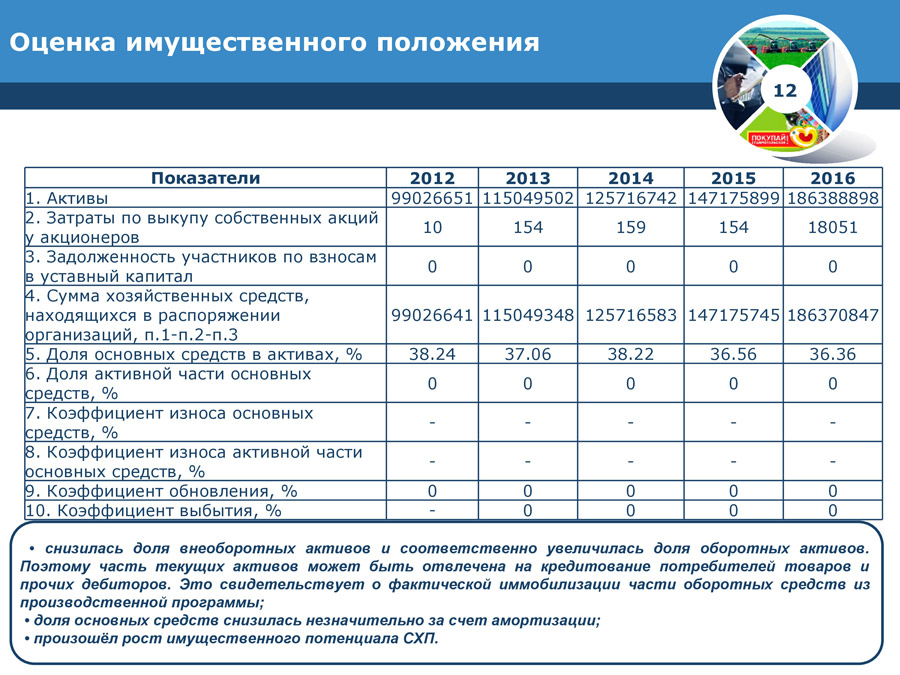 Оценка имущественного положения
12
ПОКУПАЙ
Показатели 2012 2013 2014 2015 2016
1. Активы 99026651 115049502 125716742 147175899 186388898
2. Затраты по выкупу собственных акций
у акционеров 10 154 159 154 18051
3. Задолженность участников по взносам
в уставный капитал 0 0 0 0 0
4. Сумма хозяйственных средств,
находящихся в распоряжении
организаций, п.1-п.2-п.3 99026641 115049348 125716583 147175745 186370847
5. Доля основных средств в активах, % 38.24 37.06 38.22 36.56 36.36
6. Доля активной части основных
средств, % 0 0 0 0 0
7. Коэффициент износа основных
средств, % - - - - -
8. Коэффициент износа активной части
основных средств, % - - - - -
9. Коэффициент обновления, % 0 0 0 0 0
10. Коэффициент выбытия, % - 0 0 0 0
• снизилась доля внеоборотных активов и соответственно увеличилась доля оборотных активов.
Поэтому часть текущих активов может быть отвлечена на кредитование потребителей товаров и
прочих дебиторов. Это свидетельствует о фактической иммобилизации части оборотных средств из
производственной программы;
• доля основных средств снизилась незначительно за счет амортизации;
• произошёл рост имущественного потенциала СХП.